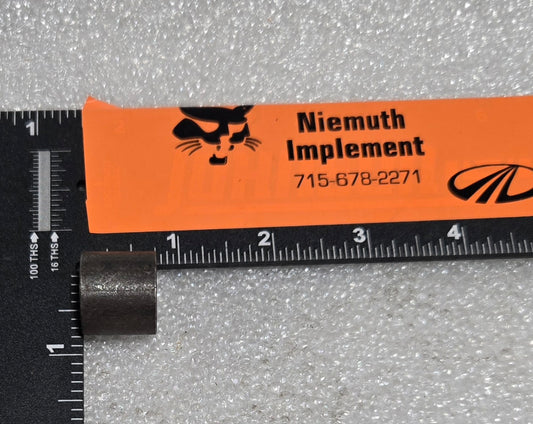 1
Niemuth
Implement
715-678-2271
100 THS
16 THS
1 2 3 4
1